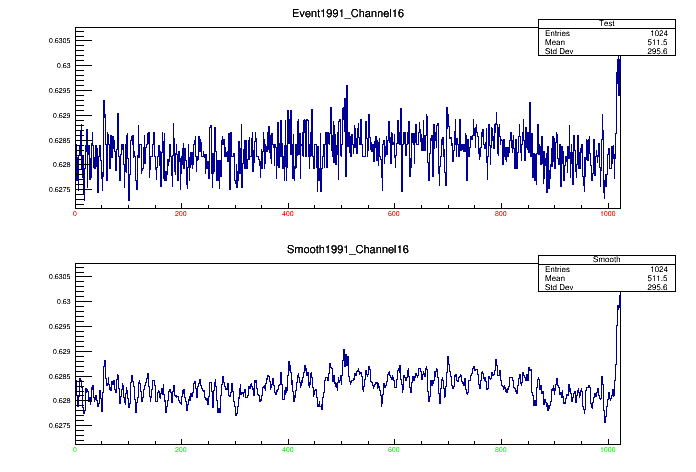 Event1991_Channel16
Test
Entries 1024
Mean 511.5
Std Dev 295.6
0.6305
0.63
0.6295
0.629
0.6285
0.628
0.6275
0 200 400 600 800 1000
Smooth1991_Channel16
Smooth
Entries 1024
Mean 511.5
Std Dev 295.6
0.6305
0.63
0.6295
0.629
0.6285
0.628
0.6275
0 200 400 600 800 1000